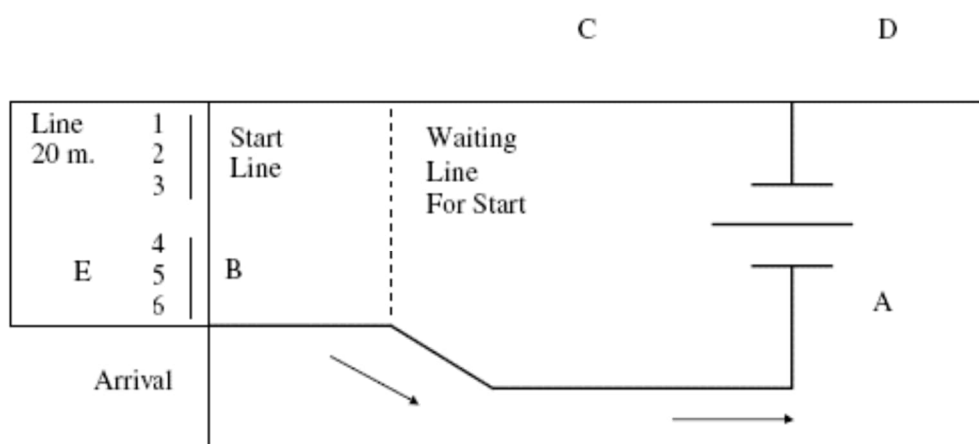 C
D
Line
20 m.
1
2
3
Start
Line
Waiting
Line
For Start
4
5
6
E
B
A
Arrival